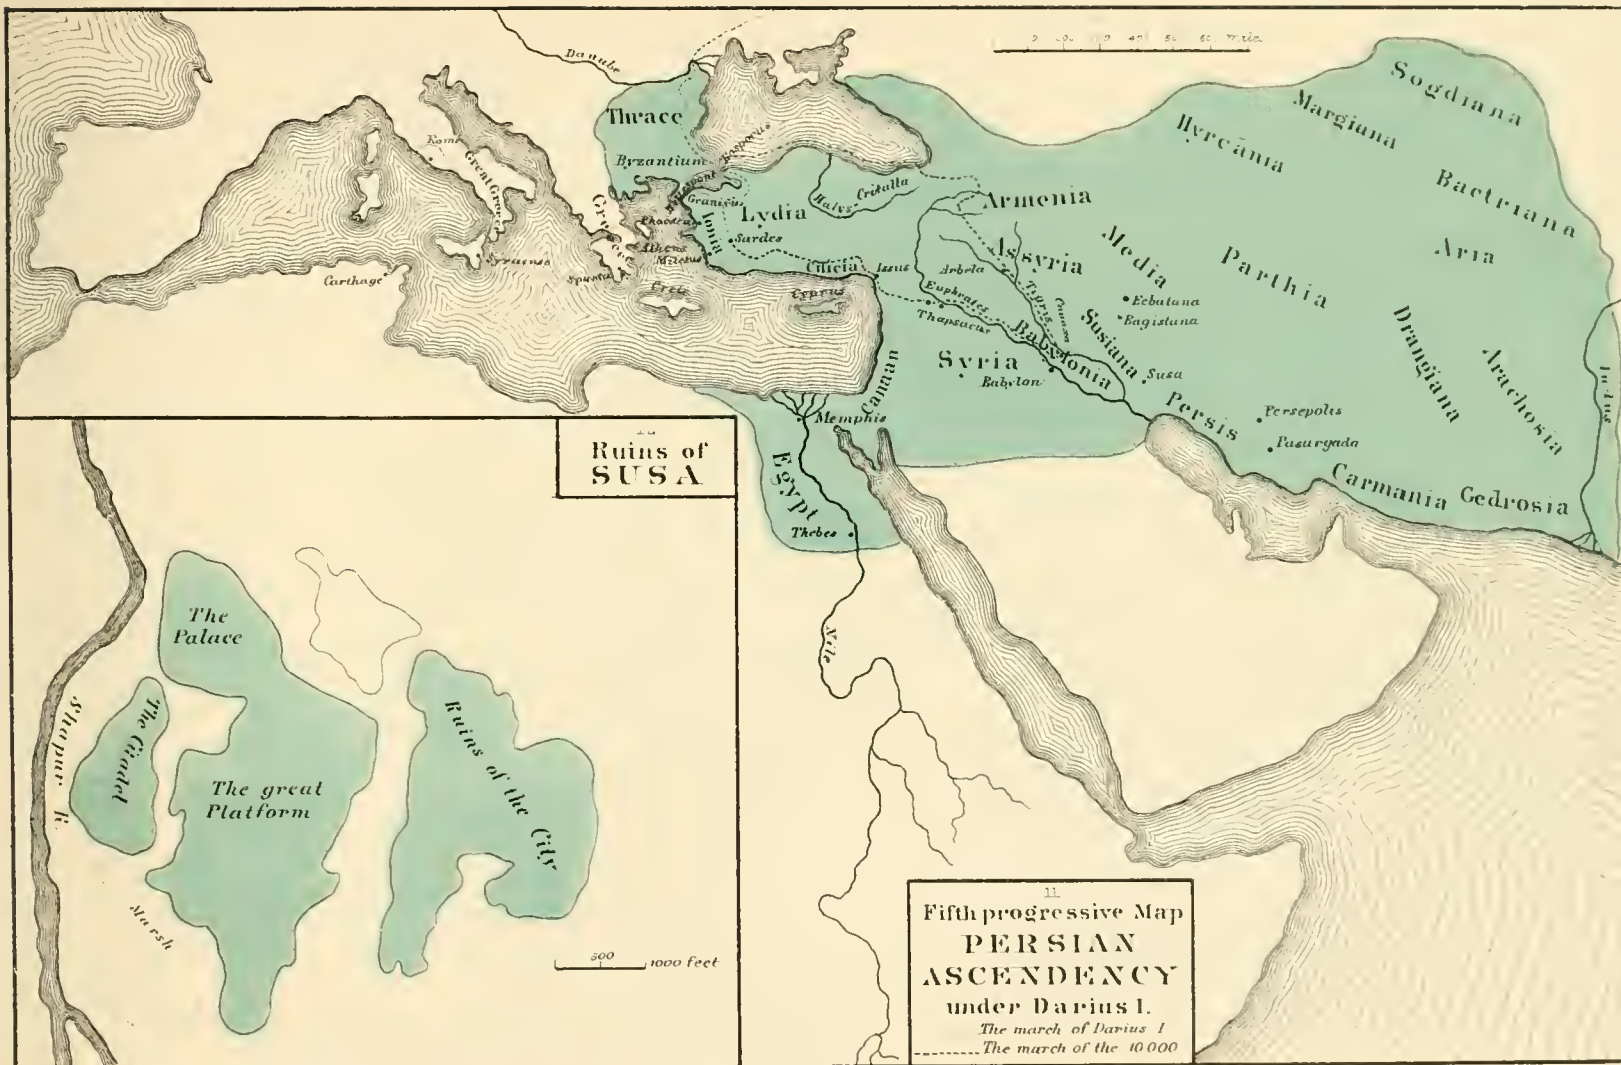 Danube
Thrace
Byzantium
Bosporus
Hellespont
Granicus
Ionia
Lydia
Sardes
Halys
Critalla
Armenia
Hyrcānia
Margiana
Sogdiana
Bactriana
Aria
Parthia
Media
Assyria
Arbela
Tigris
Euphrates
Thapsacus
Issus
Cilicia
Cyprus
Crete
Miletus
Athens
Greece
Sparta
Great Greece
Rome
Syracuse
Carthage
Ecbatana
Bagistana
Susiana
Susa
Babylonia
Babylon
Syria
Canaan
Persis
Persepolis
Pasargada
Drangiana
Arachosia
Indus
Carmania
Gedrosia
Memphis
Egypt
Thebes
Nile
Ruins of
SUSA
The
Palace
The Citadel
Shapur R.
The great
Platform
Ruins of the City
Marsh
500
1000 feet
11
Fifth progressive Map
PERSIAN
ASCENDENCY
under Darius I.
The march of Darius I
The march of the 10000